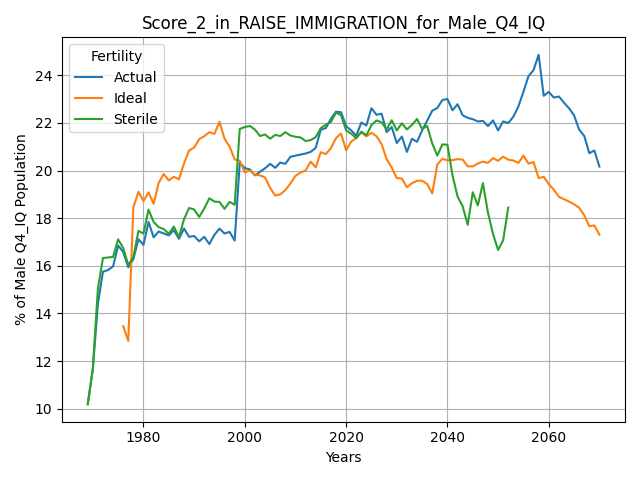 Score_2_in_RAISE_IMMIGRATION_for_Male_Q4_IQ
Fertility
Actual
Ideal
Sterile
% of Male Q4_IQ Population
24
22
20
18
16
14
12
10
1980
2000
2020
2040
2060
Years